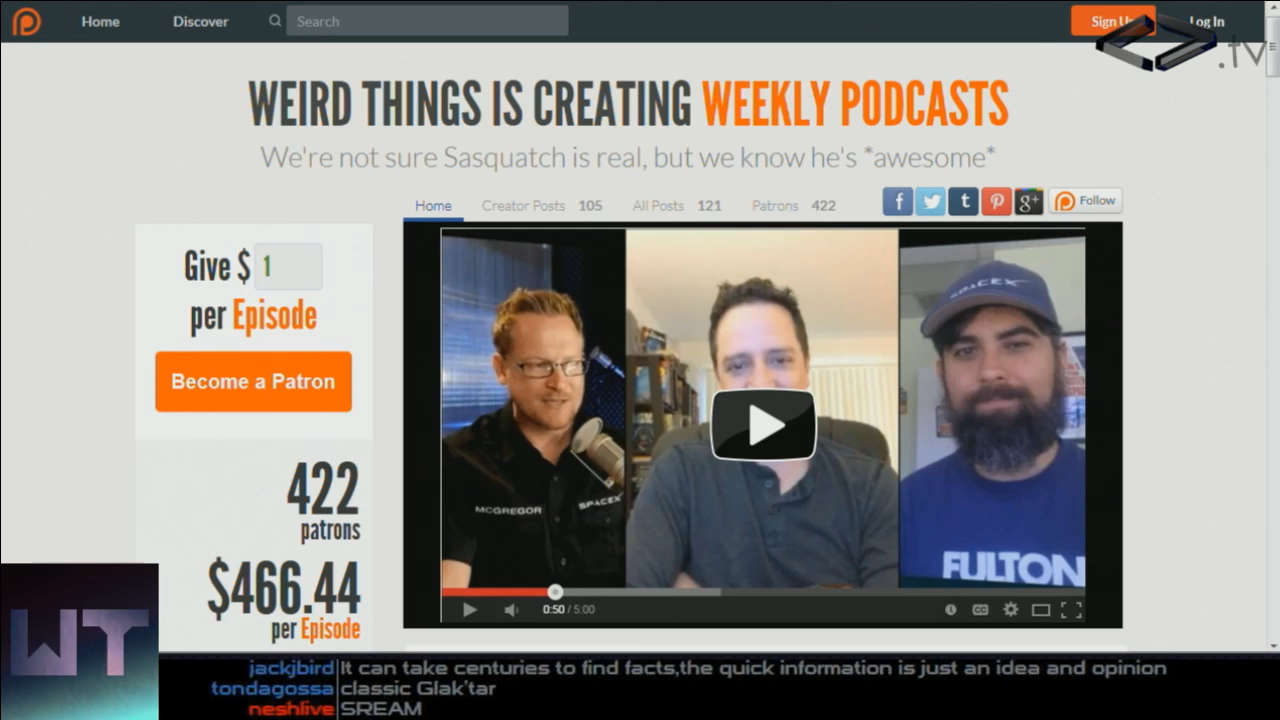 Home Discover Search Sign Up Log In
.tv
WEIRD THINGS IS CREATING WEEKLY PODCASTS
We're not sure Sasquatch is real, but we know he's *awesome*
Home Creator Posts 105 All Posts 121 Patrons 422
f t g+ Follow
Give $ 1
per Episode
Become a Patron
422
patrons
$466.44
per Episode
SPACEX
MCGREGOR SPACEX
FULTON
0:50 / 5:00
CC
WT
jackjbird It can take centuries to find facts,the quick information is just an idea and opinion
tondagossa classic Glak'tar
neshlive SREAM